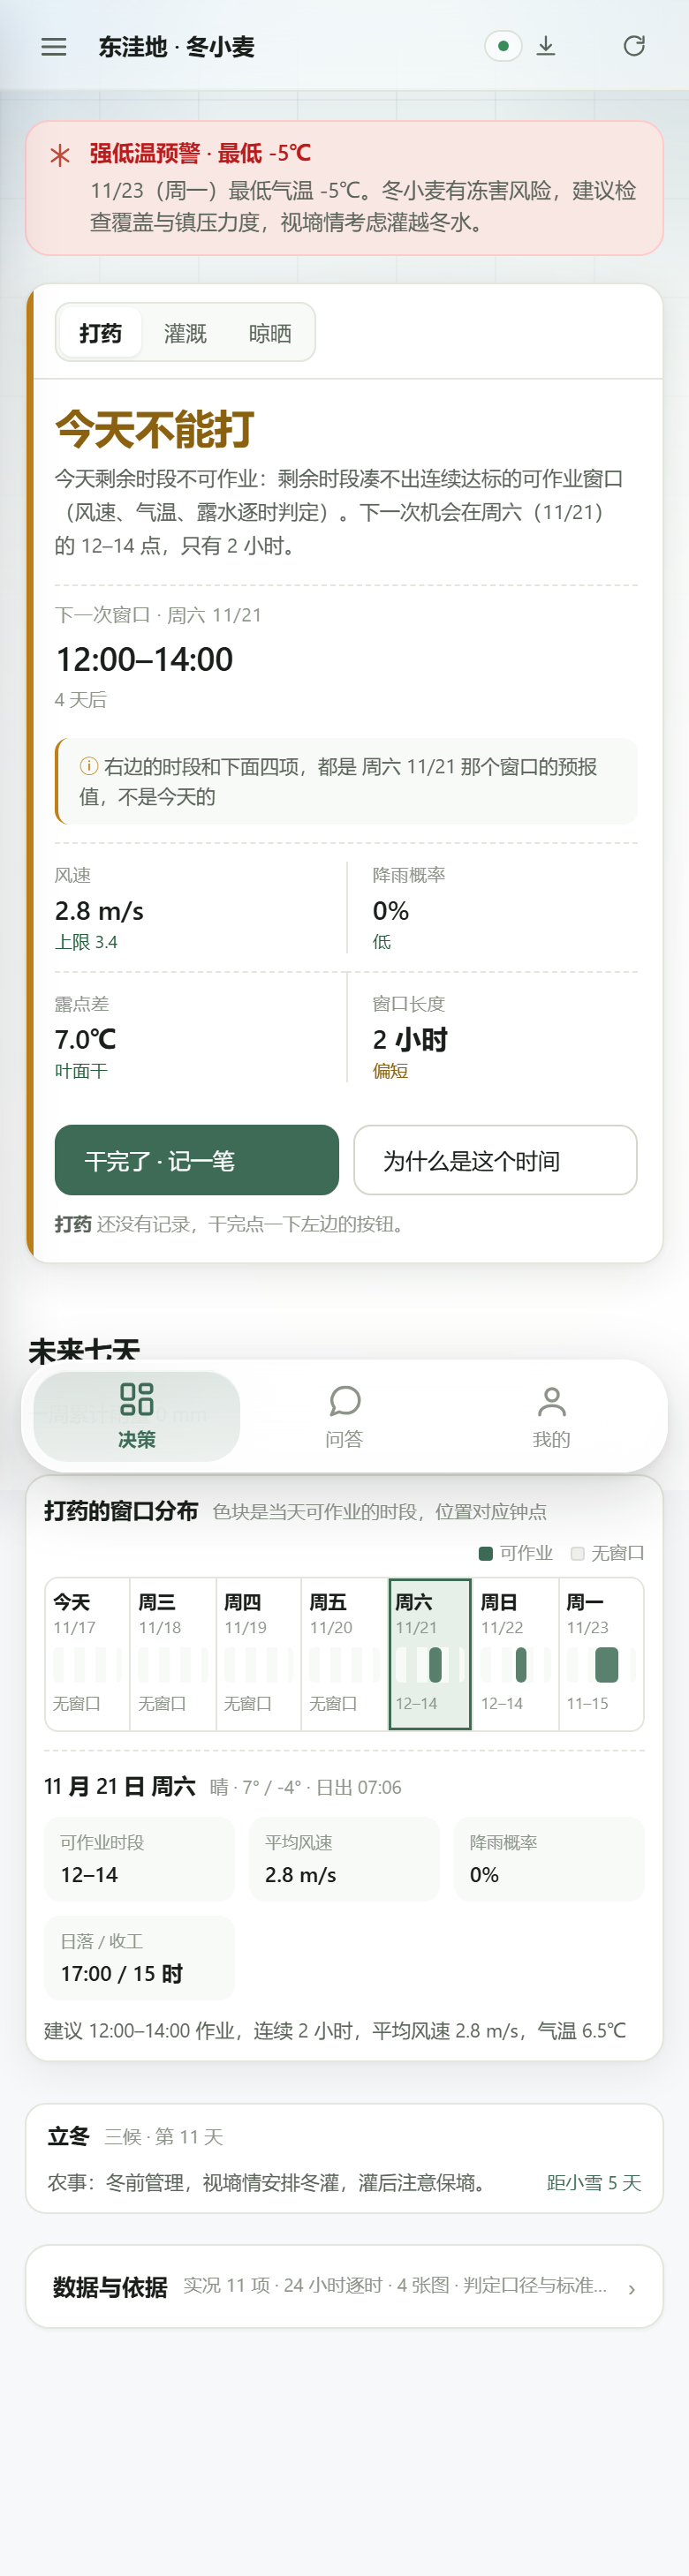 东洼地 · 冬小麦
强低温预警 · 最低 -5℃
11/23（周一）最低气温 -5℃。冬小麦有冻害风险，建议检
查覆盖与镇压力度，视墒情考虑灌越冬水。
打药 灌溉 晾晒
今天不能打
今天剩余时段不可作业：剩余时段凑不出连续达标的可作业窗口
（风速、气温、露水逐时判定）。下一次机会在周六（11/21）
的 12–14 点，只有 2 小时。
下一次窗口 · 周六 11/21
12:00–14:00
4 天后
右边的时段和下面四项，都是 周六 11/21 那个窗口的预报
值，不是今天的
风速 降雨概率
2.8 m/s 0%
上限 3.4 低
露点差 窗口长度
7.0℃ 2 小时
叶面干 偏短
干完了 · 记一笔 为什么是这个时间
打药 还没有记录，干完点一下左边的按钮。
未来七天
一周累计降雨 0 mm
决策 问答 我的
打药的窗口分布 色块是当天可作业的时段，位置对应钟点
可作业 无窗口
今天 周三 周四 周五 周六 周日 周一
11/17 11/18 11/19 11/20 11/21 11/22 11/23
无窗口 无窗口 无窗口 无窗口 12–14 12–14 11–15
11 月 21 日 周六 晴 · 7° / -4° · 日出 07:06
可作业时段 平均风速 降雨概率
12–14 2.8 m/s 0%
日落 / 收工
17:00 / 15 时
建议 12:00–14:00 作业，连续 2 小时，平均风速 2.8 m/s，气温 6.5℃
立冬 三候 · 第 11 天
农事：冬前管理，视墒情安排冬灌，灌后注意保墒。 距小雪 5 天
数据与依据 实况 11 项 · 24 小时逐时 · 4 张图 · 判定口径与标准...